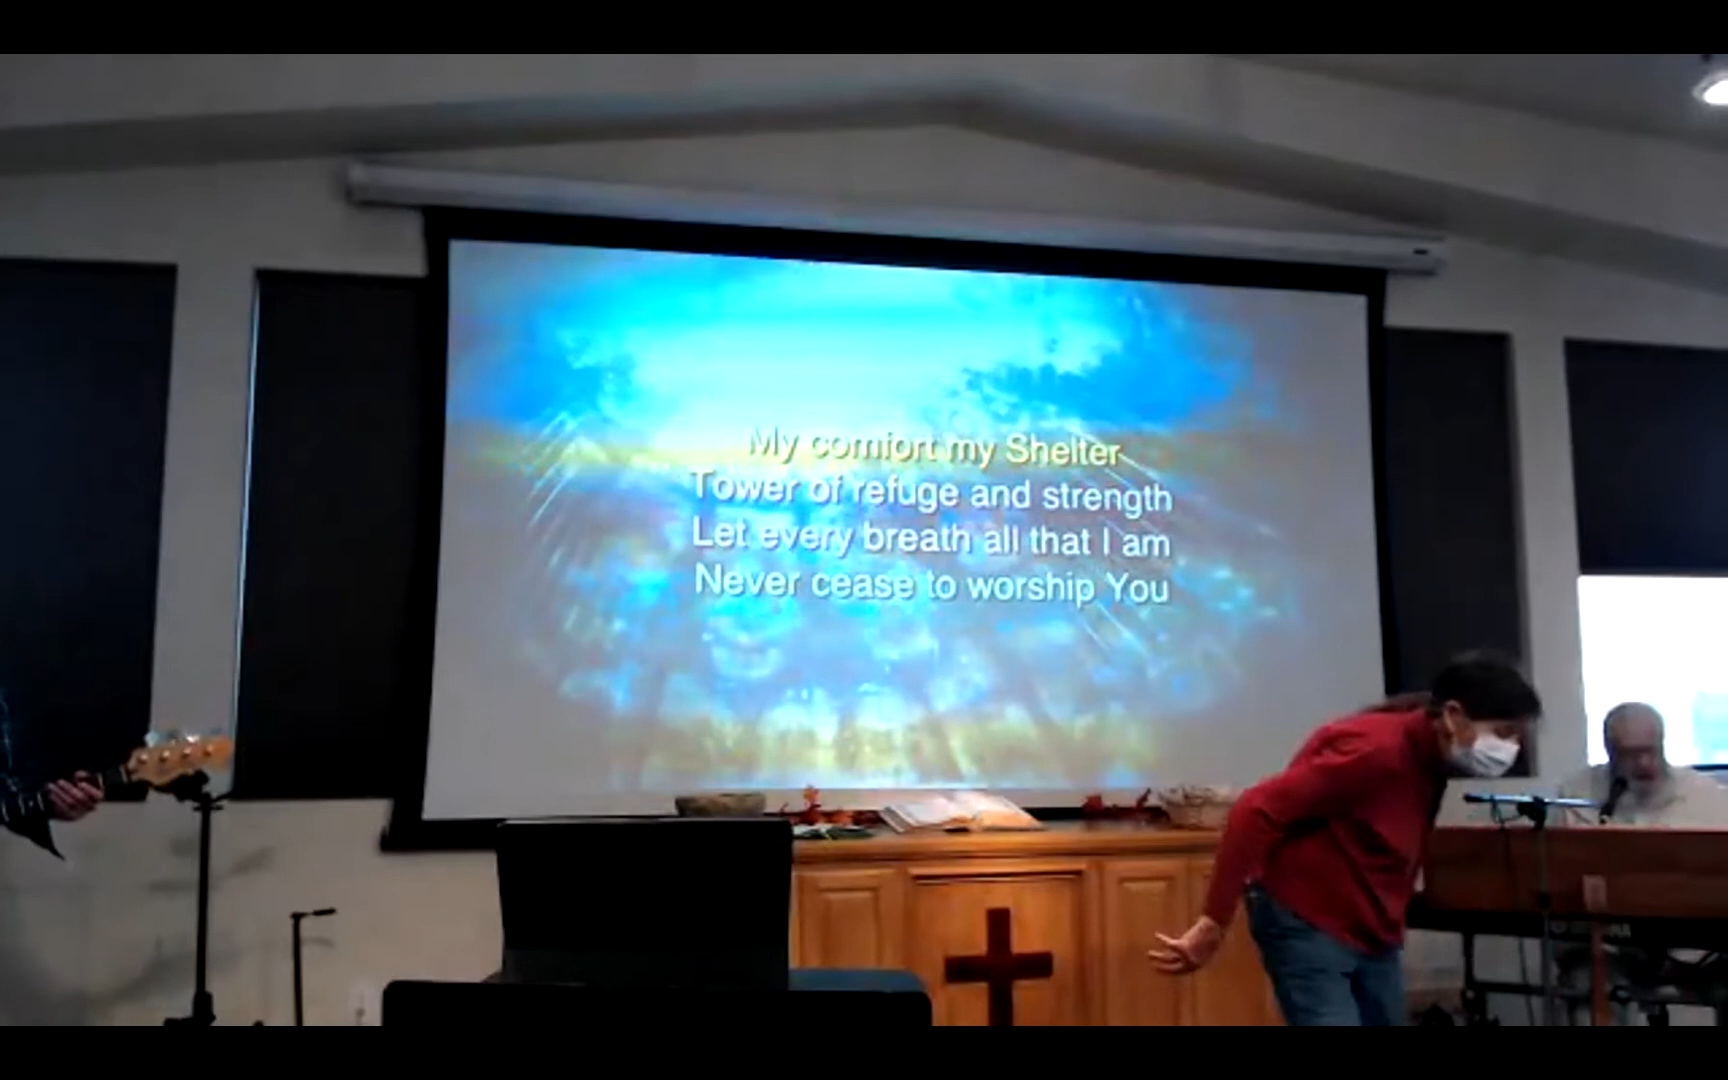 My comfort my Shelter
Tower of refuge and strength
Let every breath all that I am
Never cease to worship You